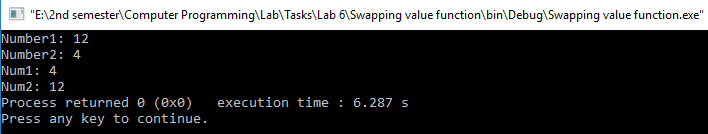 "E:\2nd semester\Computer Programming\Lab\Tasks\Lab 6\Swapping value function\bin\Debug\Swapping value function.exe"
Number1: 12
Number2: 4
Num1: 4
Num2: 12
Process returned 0 (0x0)   execution time : 6.287 s
Press any key to continue.